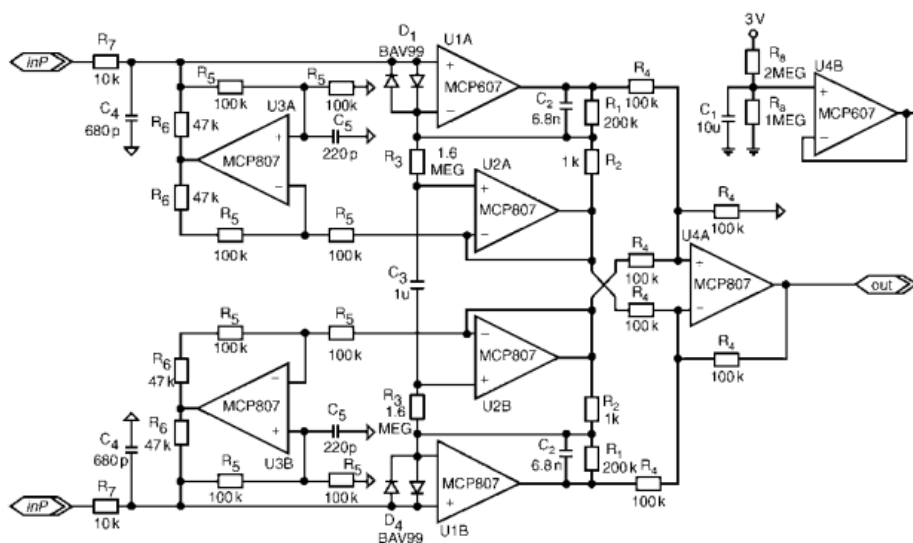 inP
R7
10k
C4
680p
R5
100k
R5
100k
U3A
C5
220p
MCP807
R6
47k
R6
47k
R5
100k
R5
100k
D1
BAV99
U1A
MCP607
C2
6.8n
R1
200k
R4
100k
R3
1.6
MEG
1k
R2
U2A
MCP807
C3
1u
3V
R8
2MEG
U4B
MCP607
C1
10u
R8
1MEG
R4
100k
R4
100k
R4
100k
U4A
MCP807
out
R4
100k
R5
100k
R5
100k
R6
47k
R6
47k
MCP807
U3B
C5
220p
C4
680p
R5
100k
R5
100k
inP
R7
10k
MCP807
U2B
R3
1.6
MEG
R2
1k
C2
6.8n
R1
200k
R4
100k
MCP807
U1B
D4
BAV99